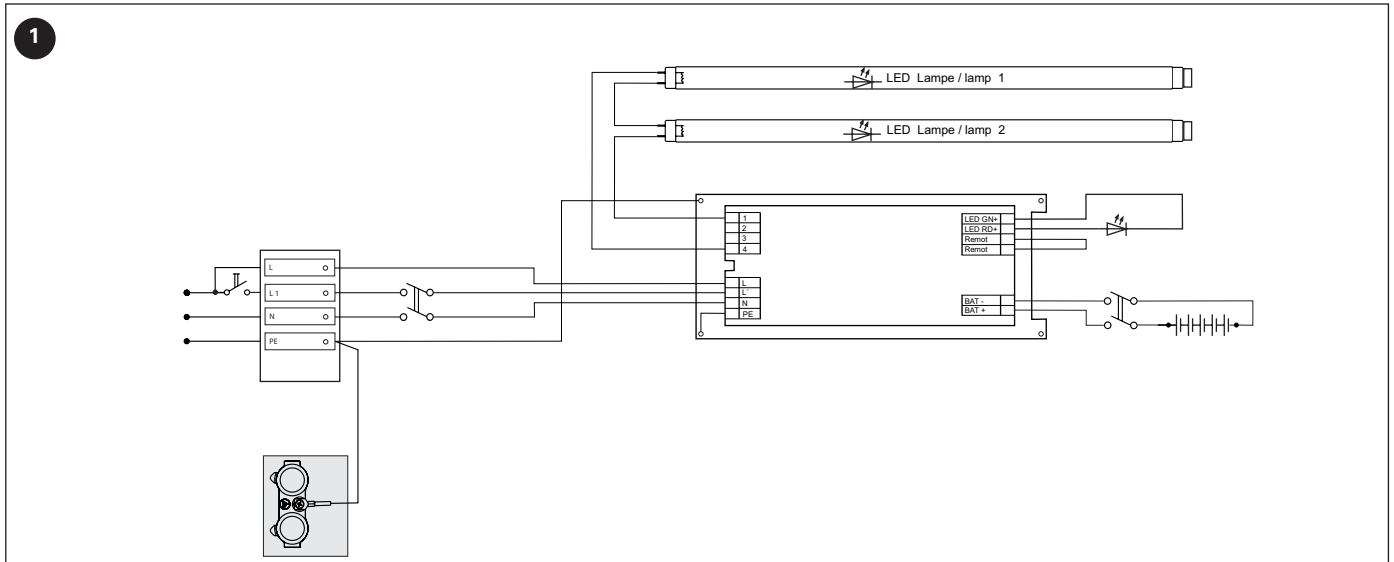 1
LED Lampe / lamp 1
LED Lampe / lamp 2
1
2
3
4
L
L´
N
PE
LED GN+
LED RD+
Remot
Remot
BAT -
BAT +
L
L 1
N
PE